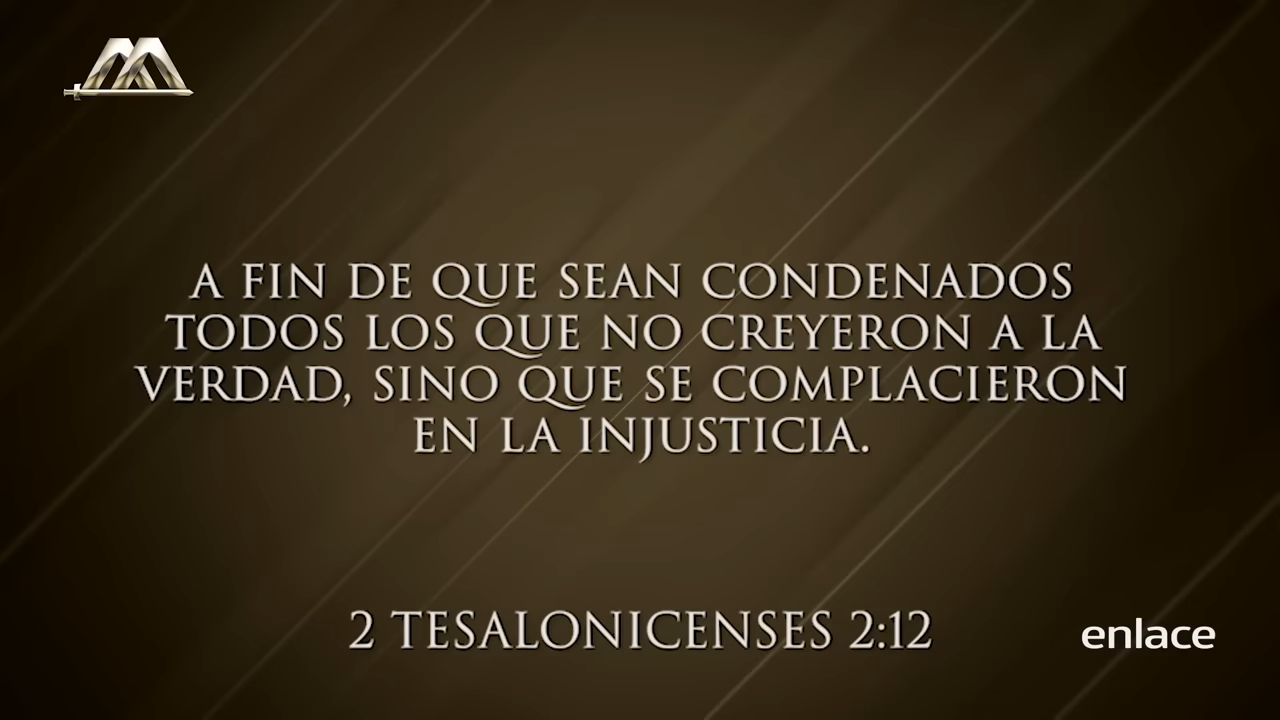 A FIN DE QUE SEAN CONDENADOS
TODOS LOS QUE NO CREYERON A LA
VERDAD, SINO QUE SE COMPLACIERON
EN LA INJUSTICIA.
2 TESALONICENSES 2:12
enlace